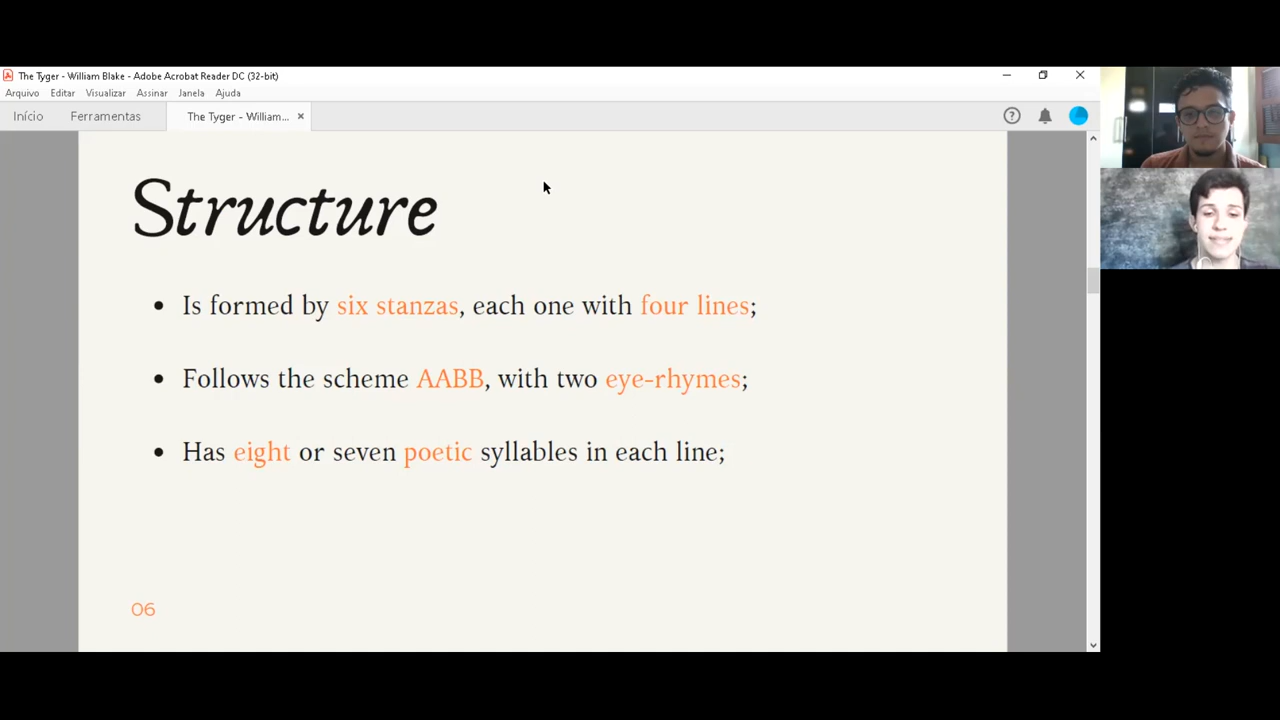 The Tyger - William Blake - Adobe Acrobat Reader DC (32-bit)
Arquivo Editar Visualizar Assinar Janela Ajuda
Início Ferramentas The Tyger - William...
Structure
• Is formed by six stanzas, each one with four lines;
• Follows the scheme AABB, with two eye-rhymes;
• Has eight or seven poetic syllables in each line;
06